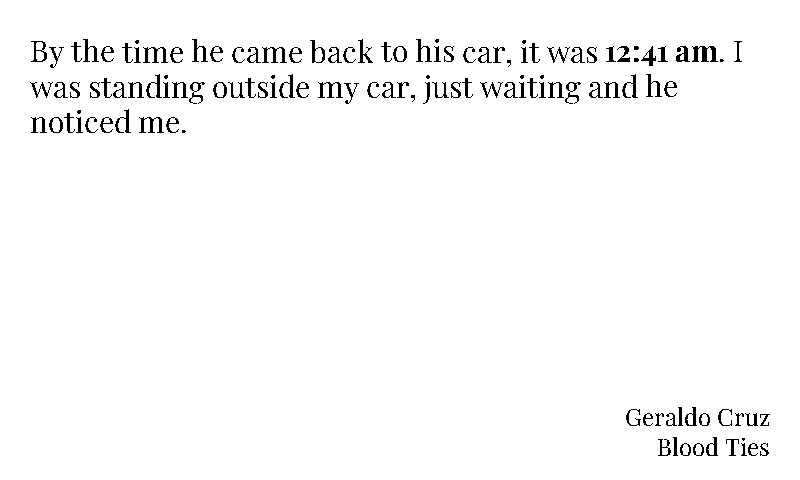 By the time he came back to his car, it was 12:41 am. I
was standing outside my car, just waiting and he
noticed me.
Geraldo Cruz
Blood Ties